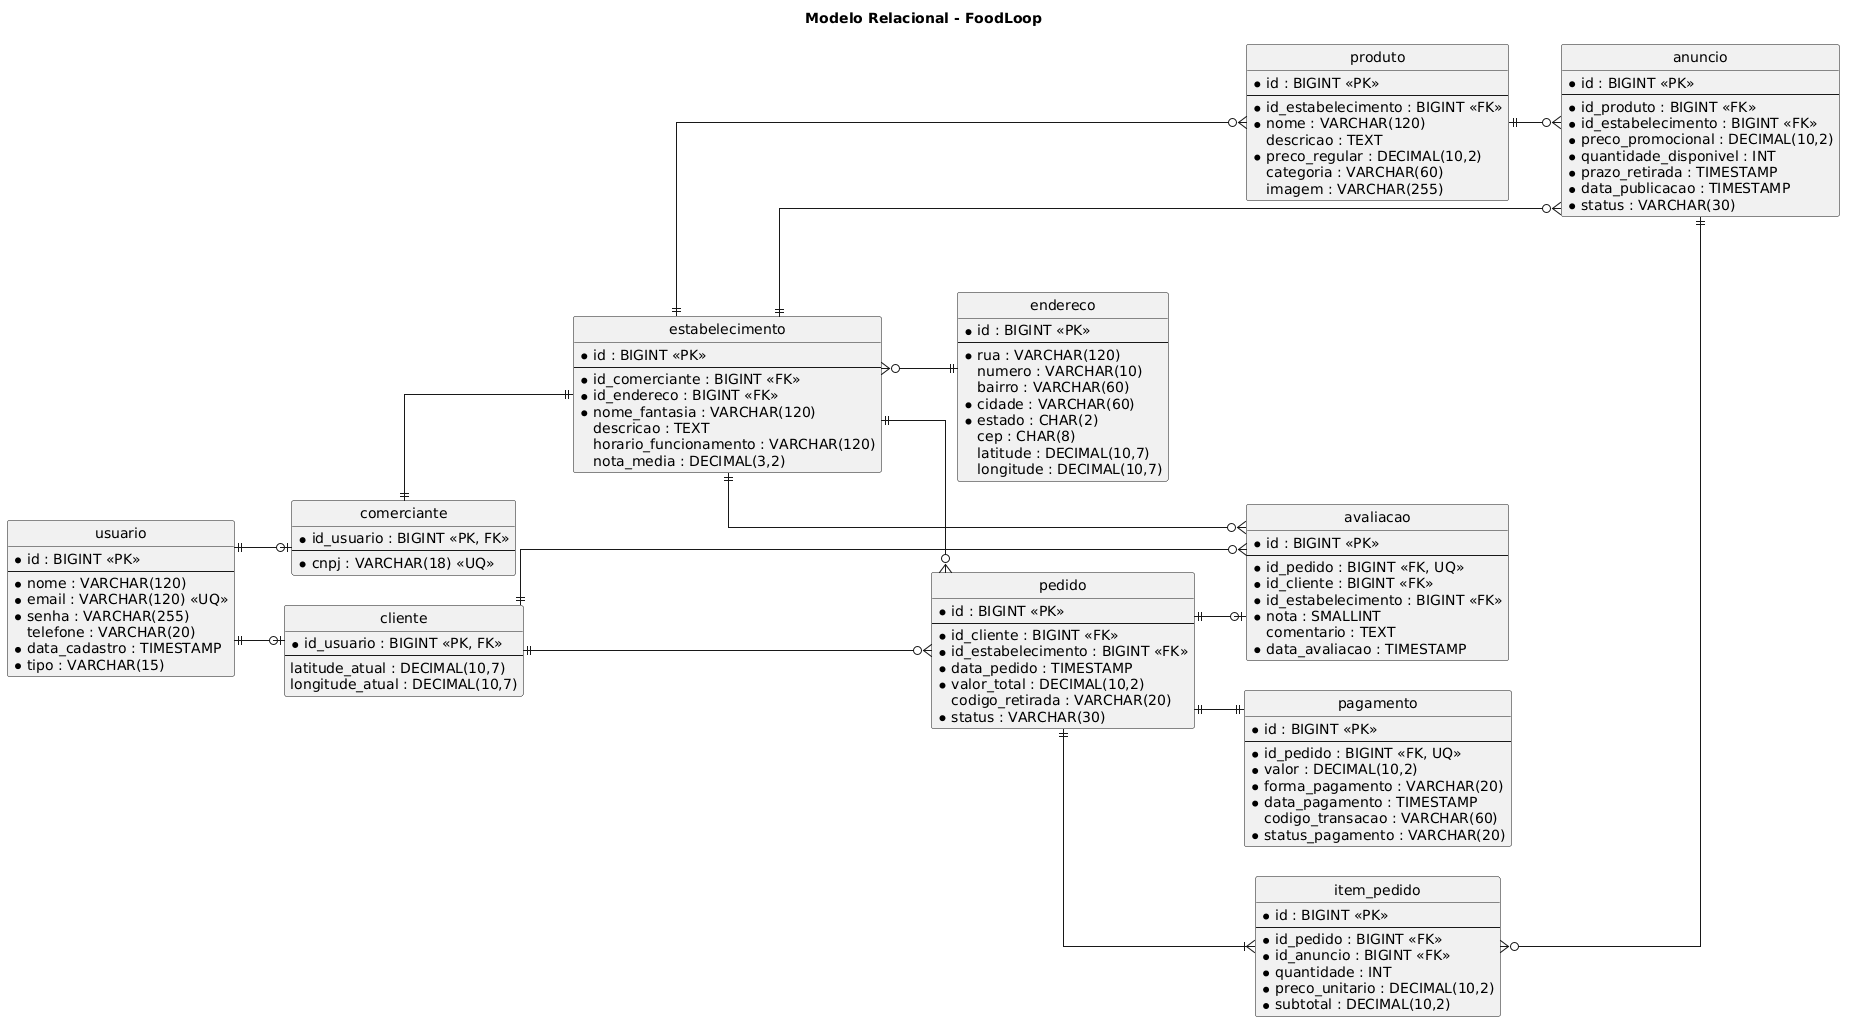 Modelo Relacional - FoodLoop
produto
• id : BIGINT «PK»
• id_estabelecimento : BIGINT «FK»
• nome : VARCHAR(120)
descricao : TEXT
• preco_regular : DECIMAL(10,2)
categoria : VARCHAR(60)
imagem : VARCHAR(255)
anuncio
• id : BIGINT «PK»
• id_produto : BIGINT «FK»
• id_estabelecimento : BIGINT «FK»
• preco_promocional : DECIMAL(10,2)
• quantidade_disponivel : INT
• prazo_retirada : TIMESTAMP
• data_publicacao : TIMESTAMP
• status : VARCHAR(30)
estabelecimento
• id : BIGINT «PK»
• id_comerciante : BIGINT «FK»
• id_endereco : BIGINT «FK»
• nome_fantasia : VARCHAR(120)
descricao : TEXT
horario_funcionamento : VARCHAR(120)
nota_media : DECIMAL(3,2)
endereco
• id : BIGINT «PK»
• rua : VARCHAR(120)
numero : VARCHAR(10)
bairro : VARCHAR(60)
• cidade : VARCHAR(60)
• estado : CHAR(2)
cep : CHAR(8)
latitude : DECIMAL(10,7)
longitude : DECIMAL(10,7)
usuario
• id : BIGINT «PK»
• nome : VARCHAR(120)
• email : VARCHAR(120) «UQ»
• senha : VARCHAR(255)
telefone : VARCHAR(20)
• data_cadastro : TIMESTAMP
• tipo : VARCHAR(15)
comerciante
• id_usuario : BIGINT «PK, FK»
• cnpj : VARCHAR(18) «UQ»
cliente
• id_usuario : BIGINT «PK, FK»
latitude_atual : DECIMAL(10,7)
longitude_atual : DECIMAL(10,7)
pedido
• id : BIGINT «PK»
• id_cliente : BIGINT «FK»
• id_estabelecimento : BIGINT «FK»
• data_pedido : TIMESTAMP
• valor_total : DECIMAL(10,2)
codigo_retirada : VARCHAR(20)
• status : VARCHAR(30)
avaliacao
• id : BIGINT «PK»
• id_pedido : BIGINT «FK, UQ»
• id_cliente : BIGINT «FK»
• id_estabelecimento : BIGINT «FK»
• nota : SMALLINT
comentario : TEXT
• data_avaliacao : TIMESTAMP
pagamento
• id : BIGINT «PK»
• id_pedido : BIGINT «FK, UQ»
• valor : DECIMAL(10,2)
• forma_pagamento : VARCHAR(20)
• data_pagamento : TIMESTAMP
codigo_transacao : VARCHAR(60)
• status_pagamento : VARCHAR(20)
item_pedido
• id : BIGINT «PK»
• id_pedido : BIGINT «FK»
• id_anuncio : BIGINT «FK»
• quantidade : INT
• preco_unitario : DECIMAL(10,2)
• subtotal : DECIMAL(10,2)